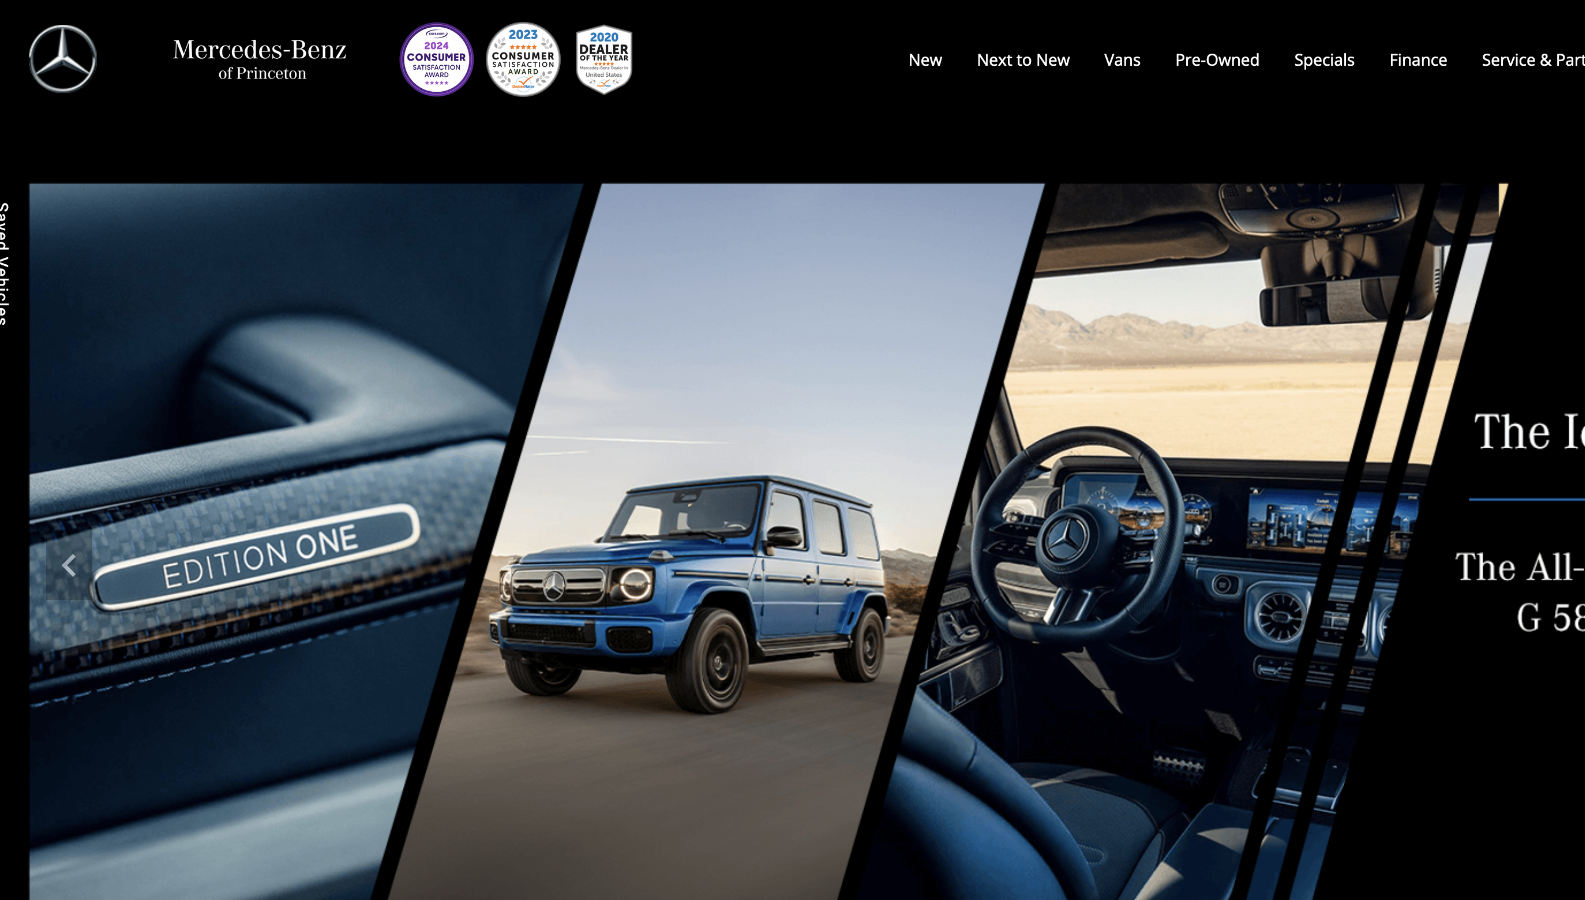 Mercedes-Benz
of Princeton
2024
CONSUMER
SATISFACTION
AWARD
2023
CONSUMER
SATISFACTION
AWARD
2020
DEALER
OF THE YEAR
United States
New
Next to New
Vans
Pre-Owned
Specials
Finance
Service & Part
Saved Vehicles
EDITION ONE
The Ic
The All-
G 58